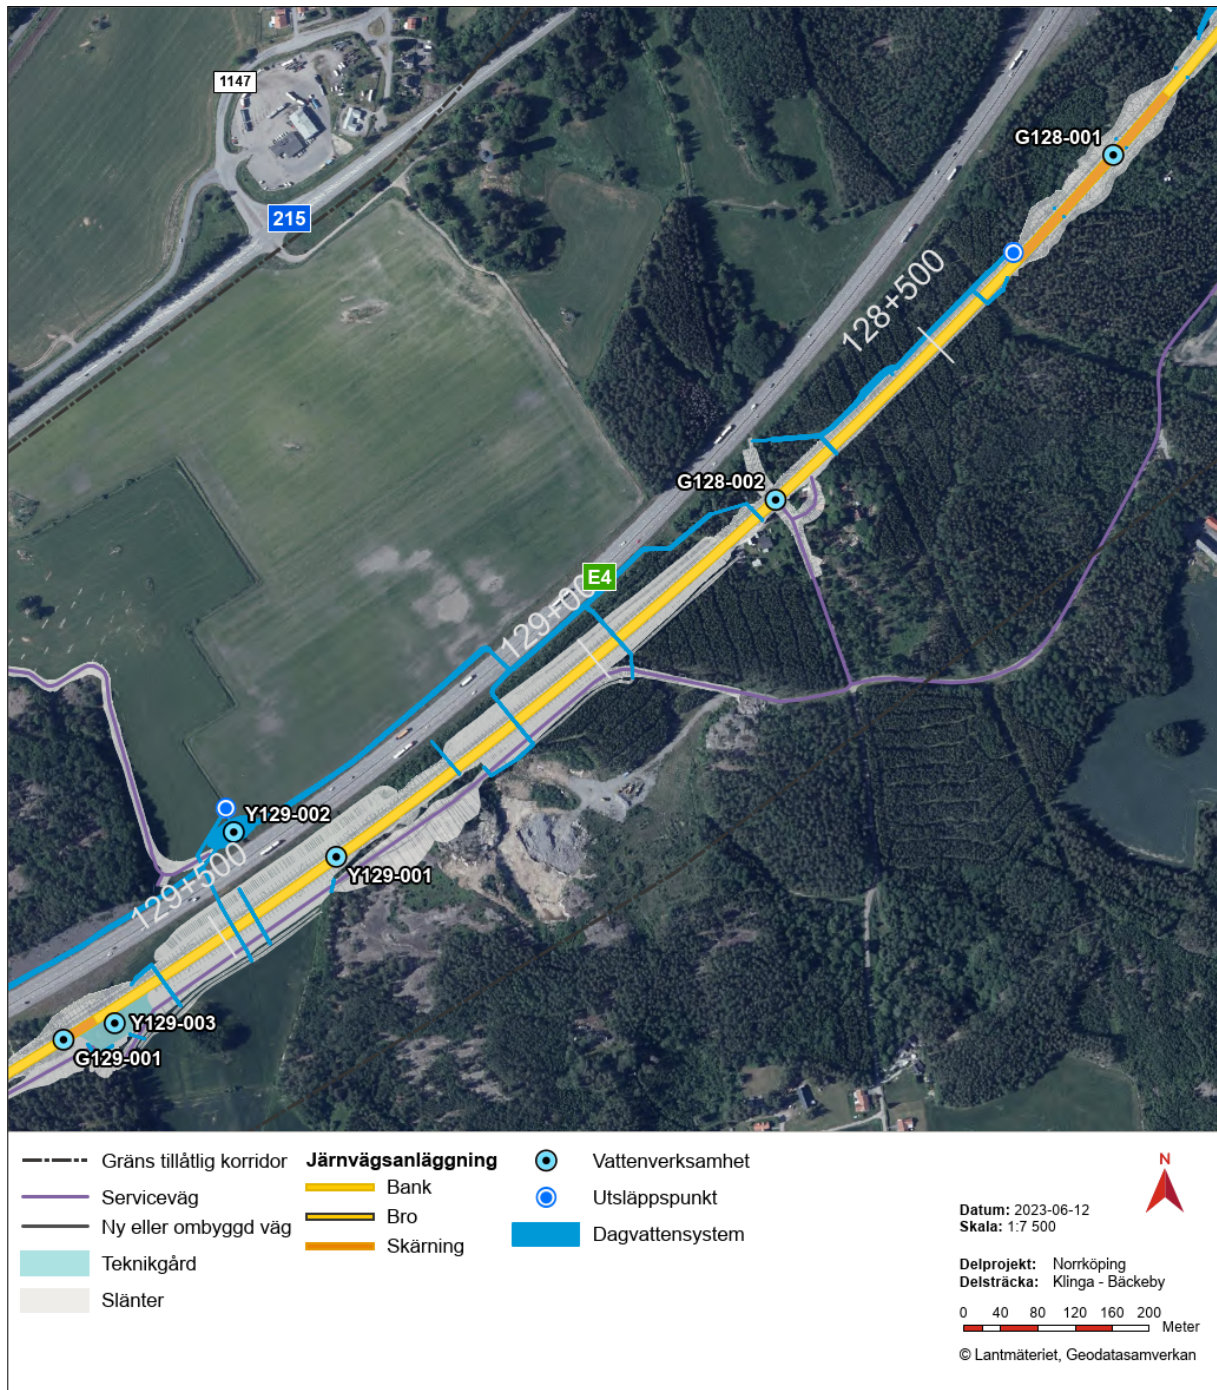 1147
G128-001
215
128+500
G128-002
E4
129+00
Y129-002
Y129-001
129+500
Y129-003
G129-001
Gräns tillåtlig korridor
Serviceväg
Ny eller ombyggd väg
Teknikgård
Slänter
Järnvägsanläggning
Bank
Bro
Skärning
Vattenverksamhet
Utsläppspunkt
Dagvattensystem
N
Datum: 2023-06-12
Skala: 1:7 500
Delprojekt: Norrköping
Delsträcka: Klinga - Bäckeby
0 40 80 120 160 200
Meter
© Lantmäteriet, Geodatasamverkan